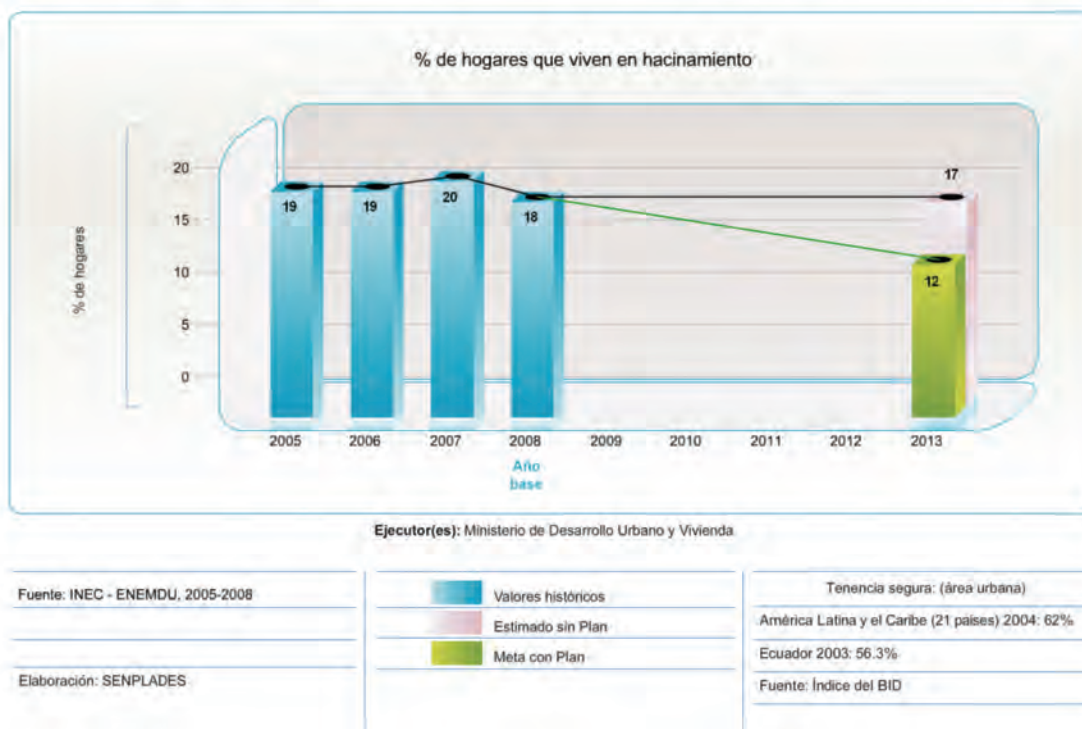 % de hogares que viven en hacinamiento
% de hogares
20
15
10
5
0
19
19
20
18
17
12
2005 2006 2007 2008 2009 2010 2011 2012 2013
Año
base
Ejecutor(es): Ministerio de Desarrollo Urbano y Vivienda
Fuente: INEC - ENEMDU, 2005-2008
Elaboración: SENPLADES
Valores históricos
Estimado sin Plan
Meta con Plan
Tenencia segura: (área urbana)
América Latina y el Caribe (21 países) 2004: 62%
Ecuador 2003: 56.3%
Fuente: Índice del BID